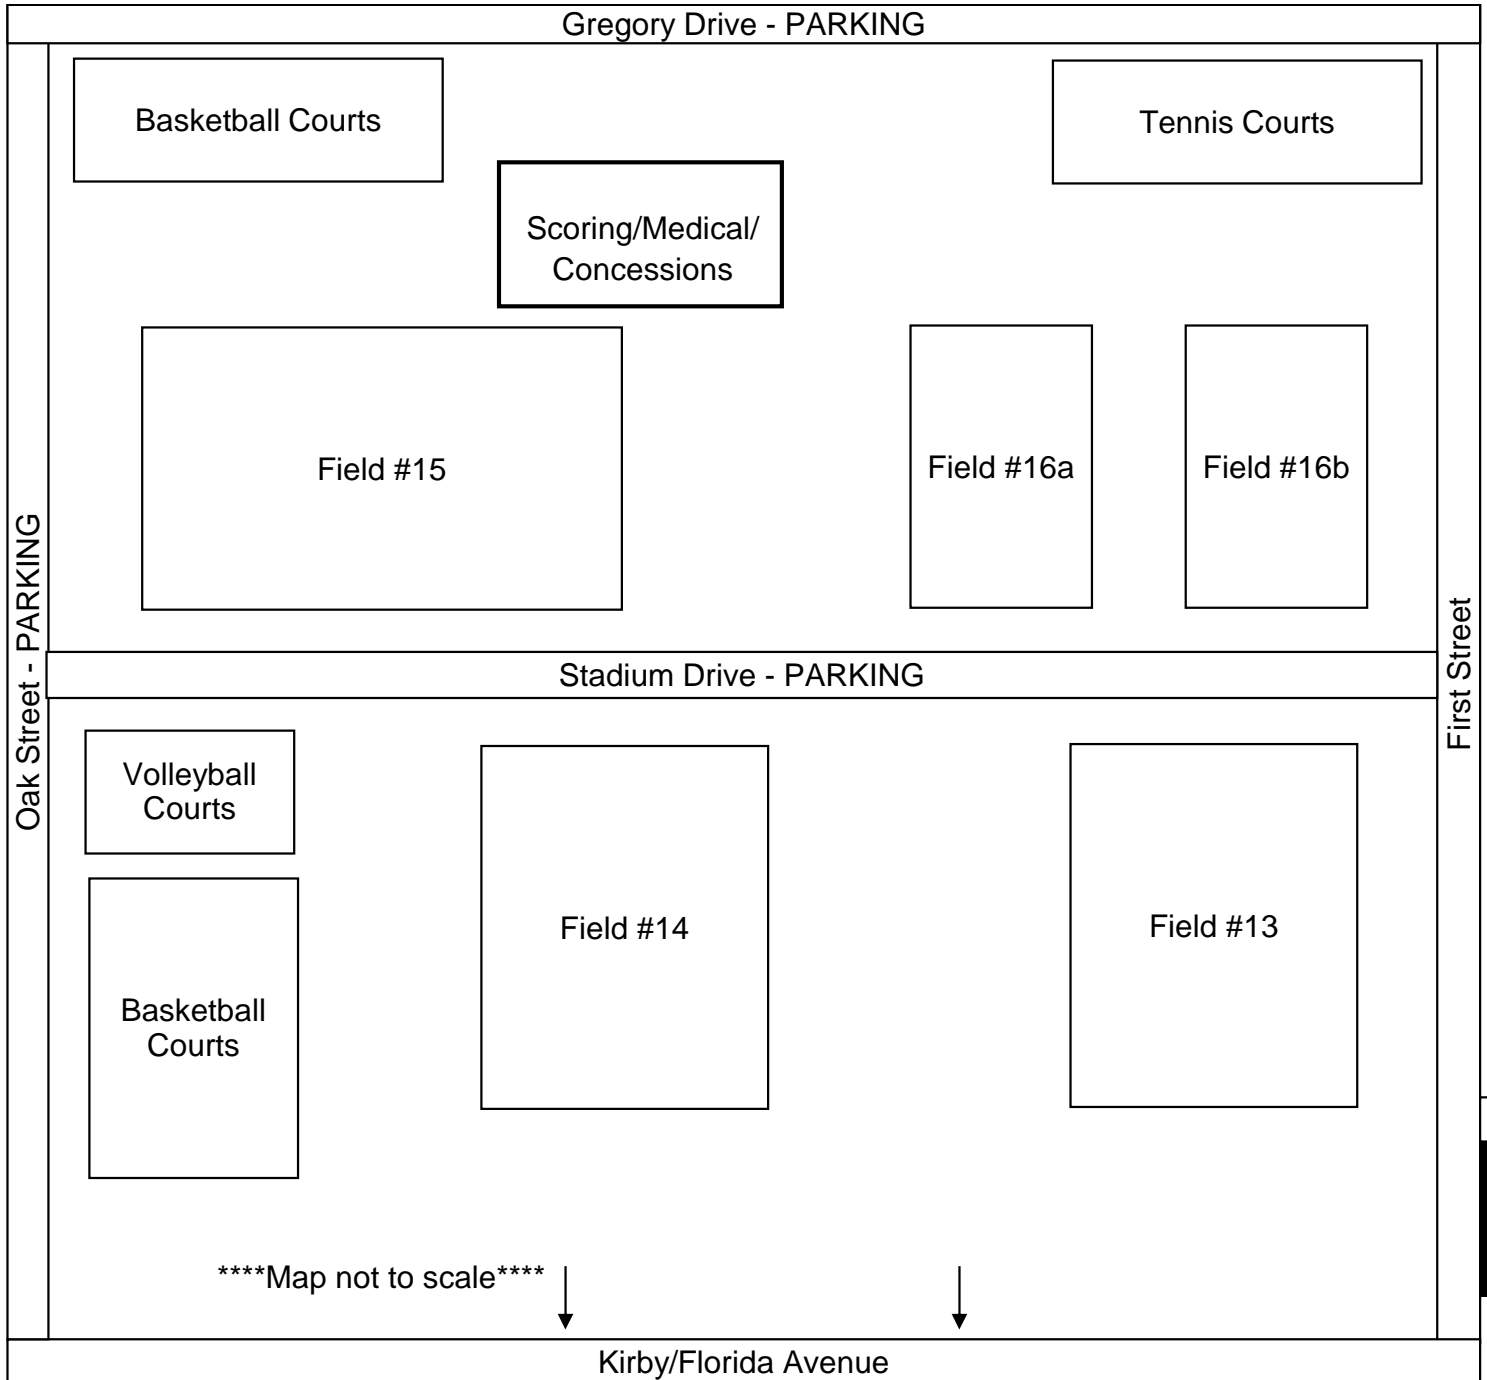 Gregory Drive - PARKING
Basketball Courts
Tennis Courts
Scoring/Medical/
Concessions
Field #15
Field #16a
Field #16b
Oak Street - PARKING
First Street
Stadium Drive - PARKING
Volleyball
Courts
Field #14
Field #13
Basketball
Courts
****Map not to scale****
Kirby/Florida Avenue